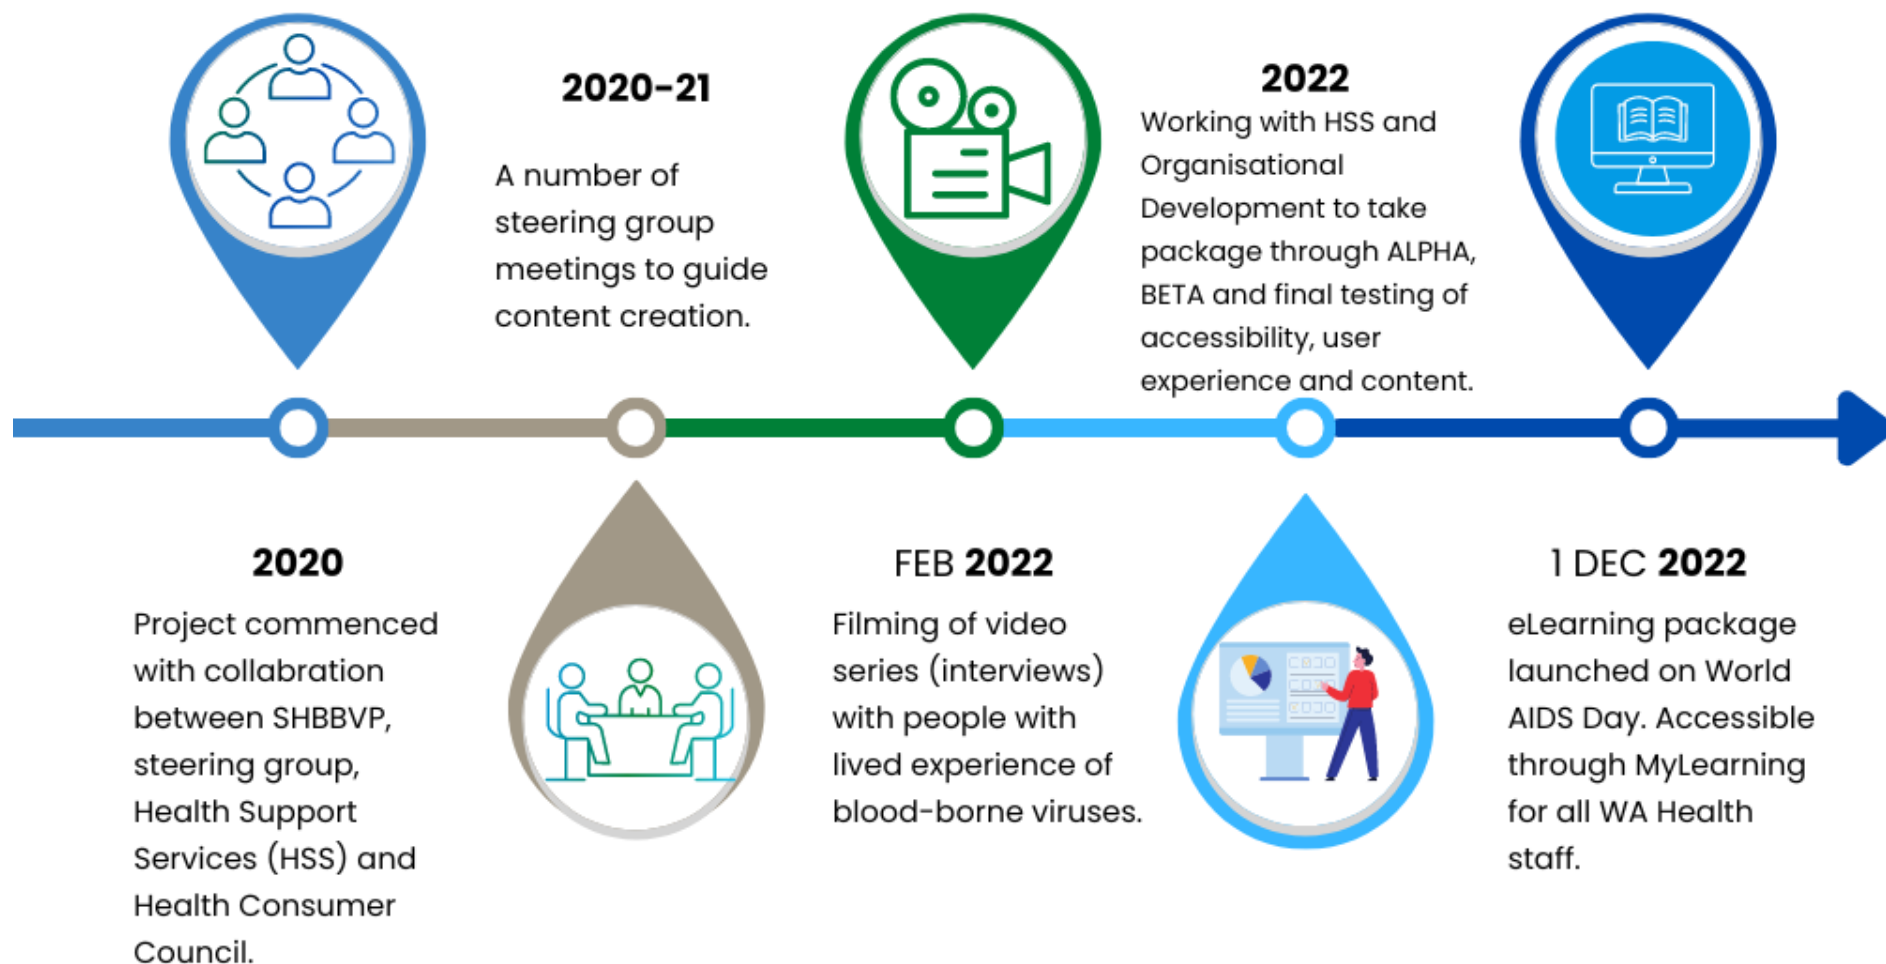 2020
Project commenced
with collabration
between SHBBVP,
steering group,
Health Support
Services (HSS) and
Health Consumer
Council.
2020-21
A number of
steering group
meetings to guide
content creation.
FEB 2022
Filming of video
series (interviews)
with people with
lived experience of
blood-borne viruses.
2022
Working with HSS and
Organisational
Development to take
package through ALPHA,
BETA and final testing of
accessibility, user
experience and content.
1 DEC 2022
eLearning package
launched on World
AIDS Day. Accessible
through MyLearning
for all WA Health
staff.